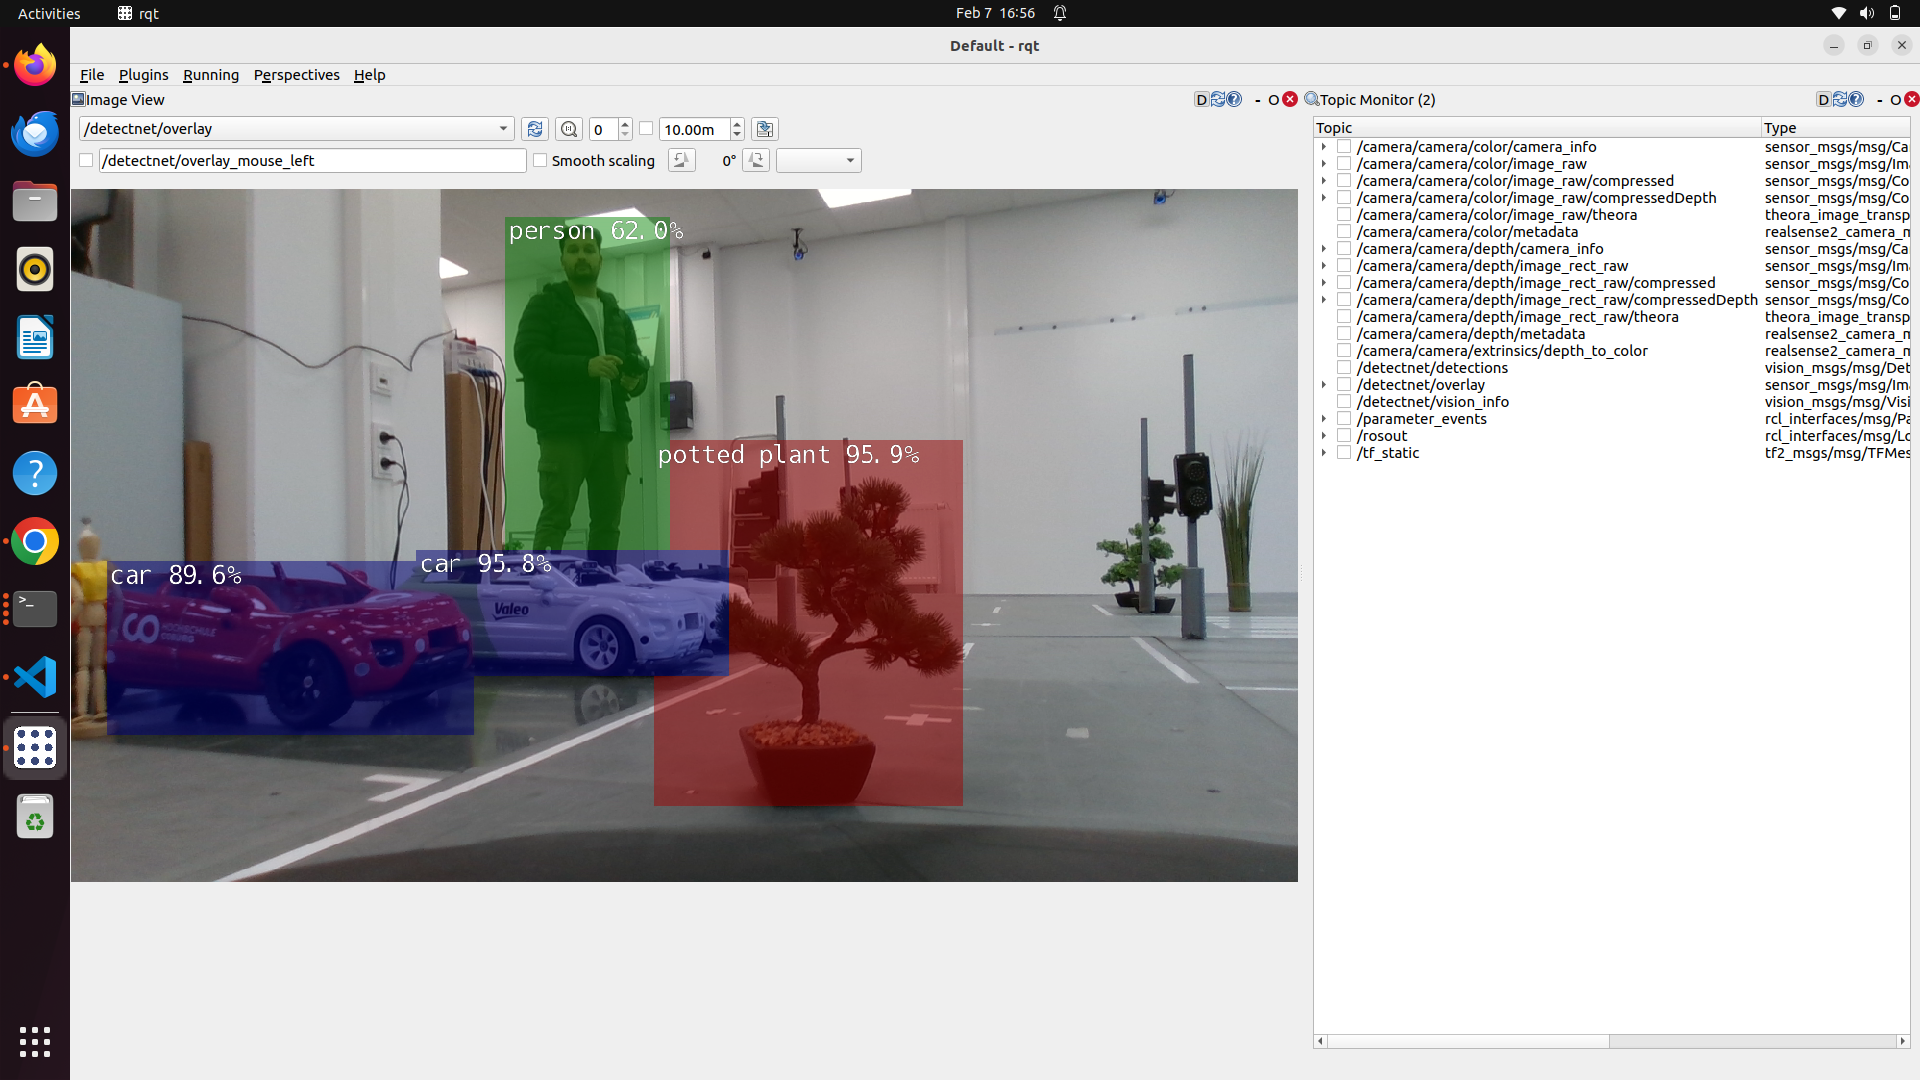 Activities rqt Feb 7 16:56
Default - rqt
File Plugins Running Perspectives Help
Image View D - O
/detectnet/overlay 0 10.00m
/detectnet/overlay_mouse_left Smooth scaling 0°
person 62.0%
potted plant 95.9%
car 95.8%
car 89.6%
Valeo
CO HOCHSCHULE
COBURG
Topic Monitor (2) D - O
Topic Type
/camera/camera/color/camera_info sensor_msgs/msg/Ca
/camera/camera/color/image_raw sensor_msgs/msg/Im
/camera/camera/color/image_raw/compressed sensor_msgs/msg/Co
/camera/camera/color/image_raw/compressedDepth sensor_msgs/msg/Co
/camera/camera/color/image_raw/theora theora_image_transp
/camera/camera/color/metadata realsense2_camera_m
/camera/camera/depth/camera_info sensor_msgs/msg/Ca
/camera/camera/depth/image_rect_raw sensor_msgs/msg/Im
/camera/camera/depth/image_rect_raw/compressed sensor_msgs/msg/Co
/camera/camera/depth/image_rect_raw/compressedDepth sensor_msgs/msg/Co
/camera/camera/depth/image_rect_raw/theora theora_image_transp
/camera/camera/depth/metadata realsense2_camera_m
/camera/camera/extrinsics/depth_to_color realsense2_camera_m
/detectnet/detections vision_msgs/msg/Det
/detectnet/overlay sensor_msgs/msg/Im
/detectnet/vision_info vision_msgs/msg/Visi
/parameter_events rcl_interfaces/msg/Pa
/rosout rcl_interfaces/msg/Lo
/tf_static tf2_msgs/msg/TFMes